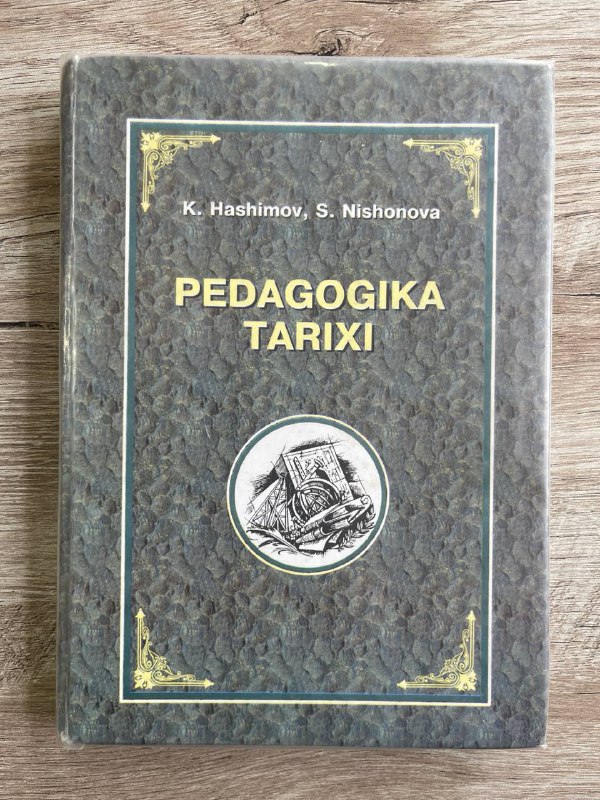 K. Hashimov, S. Nishonova
PEDAGOGIKA
TARIXI